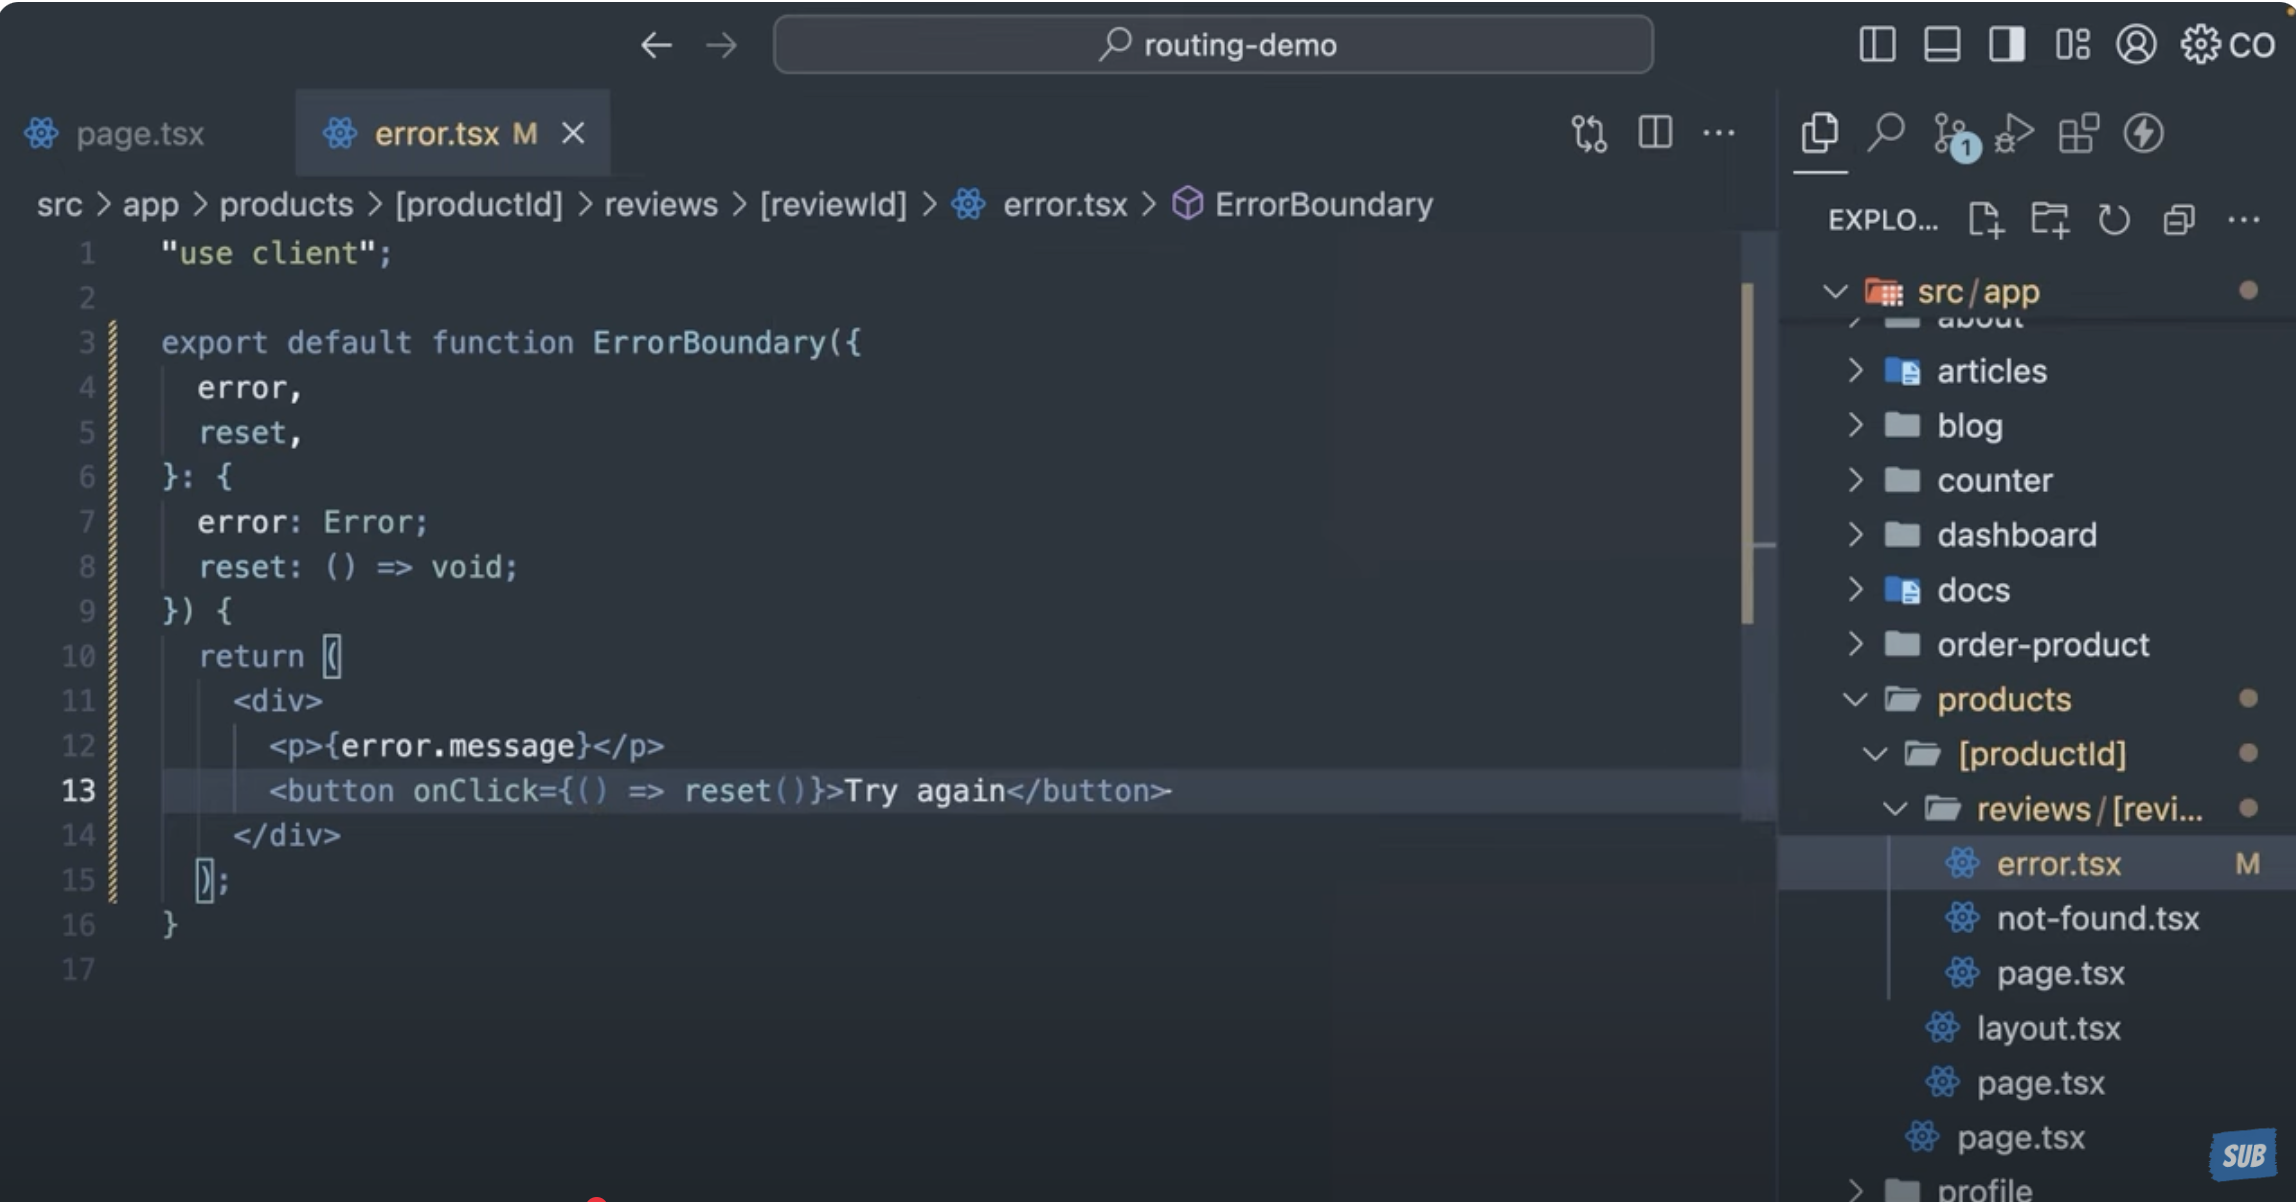 routing-demo
CO
page.tsx
error.tsx M
src > app > products > [productId] > reviews > [reviewId] > error.tsx > ErrorBoundary
1 "use client";
2
3 export default function ErrorBoundary({
4 error,
5 reset,
6 }: {
7 error: Error;
8 reset: () => void;
9 }) {
10 return (
11 <div>
12 <p>{error.message}</p>
13 <button onClick={() => reset()}>Try again</button>
14 </div>
15 );
16 }
17
1
EXPLO...
src/app
about
articles
blog
counter
dashboard
docs
order-product
products
[productId]
reviews/[revi...
error.tsx M
not-found.tsx
page.tsx
layout.tsx
page.tsx
page.tsx
profile
SUB